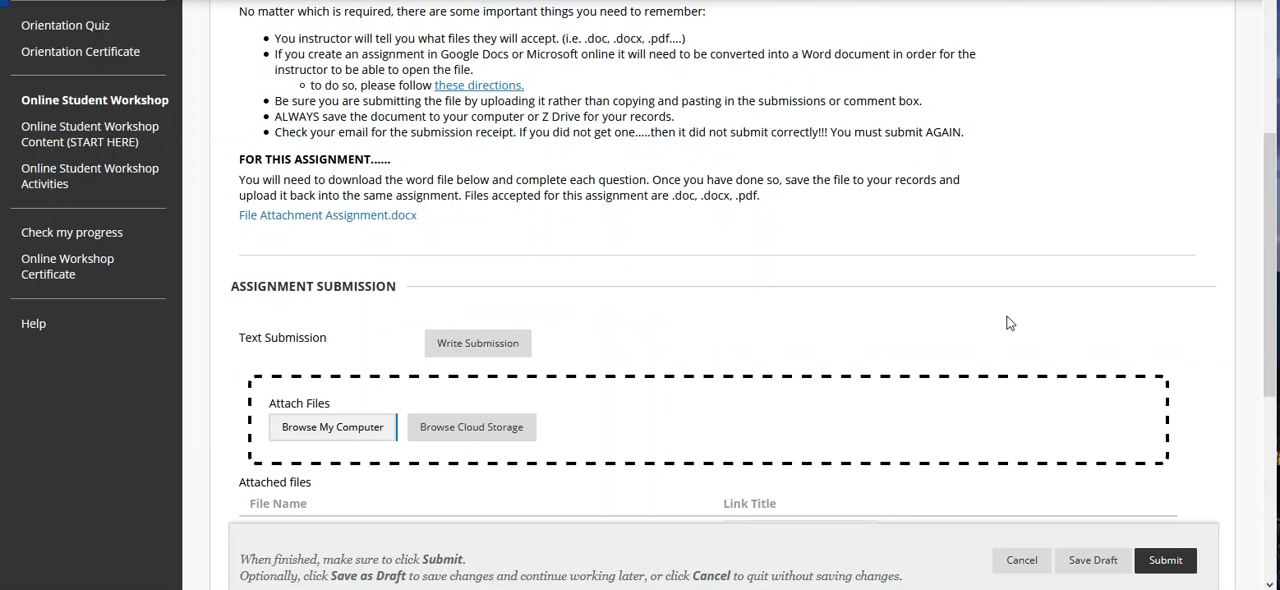 Orientation Quiz
Orientation Certificate
Online Student Workshop
Online Student Workshop
Content (START HERE)
Online Student Workshop
Activities
Check my progress
Online Workshop
Certificate
Help
No matter which is required, there are some important things you need to remember:
You instructor will tell you what files they will accept. (i.e. .doc, .docx, .pdf....)
If you create an assignment in Google Docs or Microsoft online it will need to be converted into a Word document in order for the
instructor to be able to open the file.
to do so, please follow these directions.
Be sure you are submitting the file by uploading it rather than copying and pasting in the submissions or comment box.
ALWAYS save the document to your computer or Z Drive for your records.
Check your email for the submission receipt. If you did not get one.....then it did not submit correctly!!! You must submit AGAIN.
FOR THIS ASSIGNMENT......
You will need to download the word file below and complete each question. Once you have done so, save the file to your records and
upload it back into the same assignment. Files accepted for this assignment are .doc, .docx, .pdf.
File Attachment Assignment.docx
ASSIGNMENT SUBMISSION
Text Submission Write Submission
Attach Files
Browse My Computer Browse Cloud Storage
Attached files
File Name Link Title
When finished, make sure to click Submit.
Optionally, click Save as Draft to save changes and continue working later, or click Cancel to quit without saving changes.
Cancel Save Draft Submit